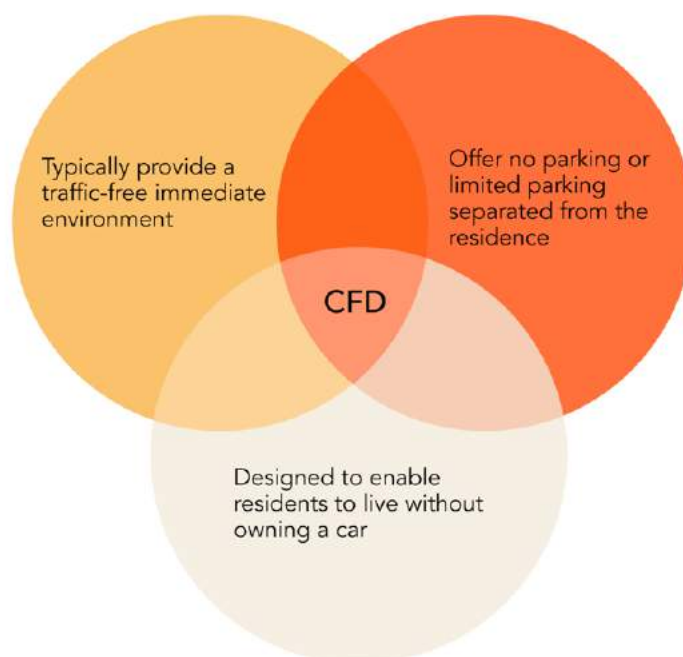 Typically provide a
traffic-free immediate
environment
Offer no parking or
limited parking
separated from the
residence
CFD
Designed to enable
residents to live without
owning a car